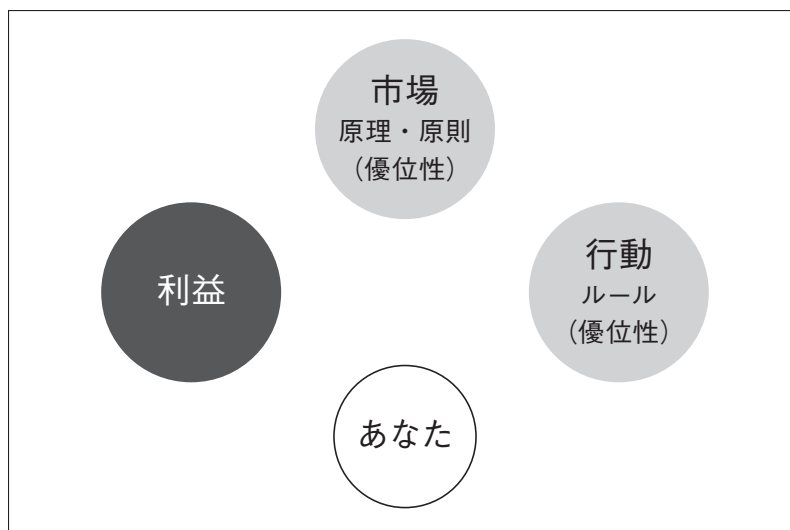 市場
原理・原則
(優位性)
利益
行動
ルール
(優位性)
あなた